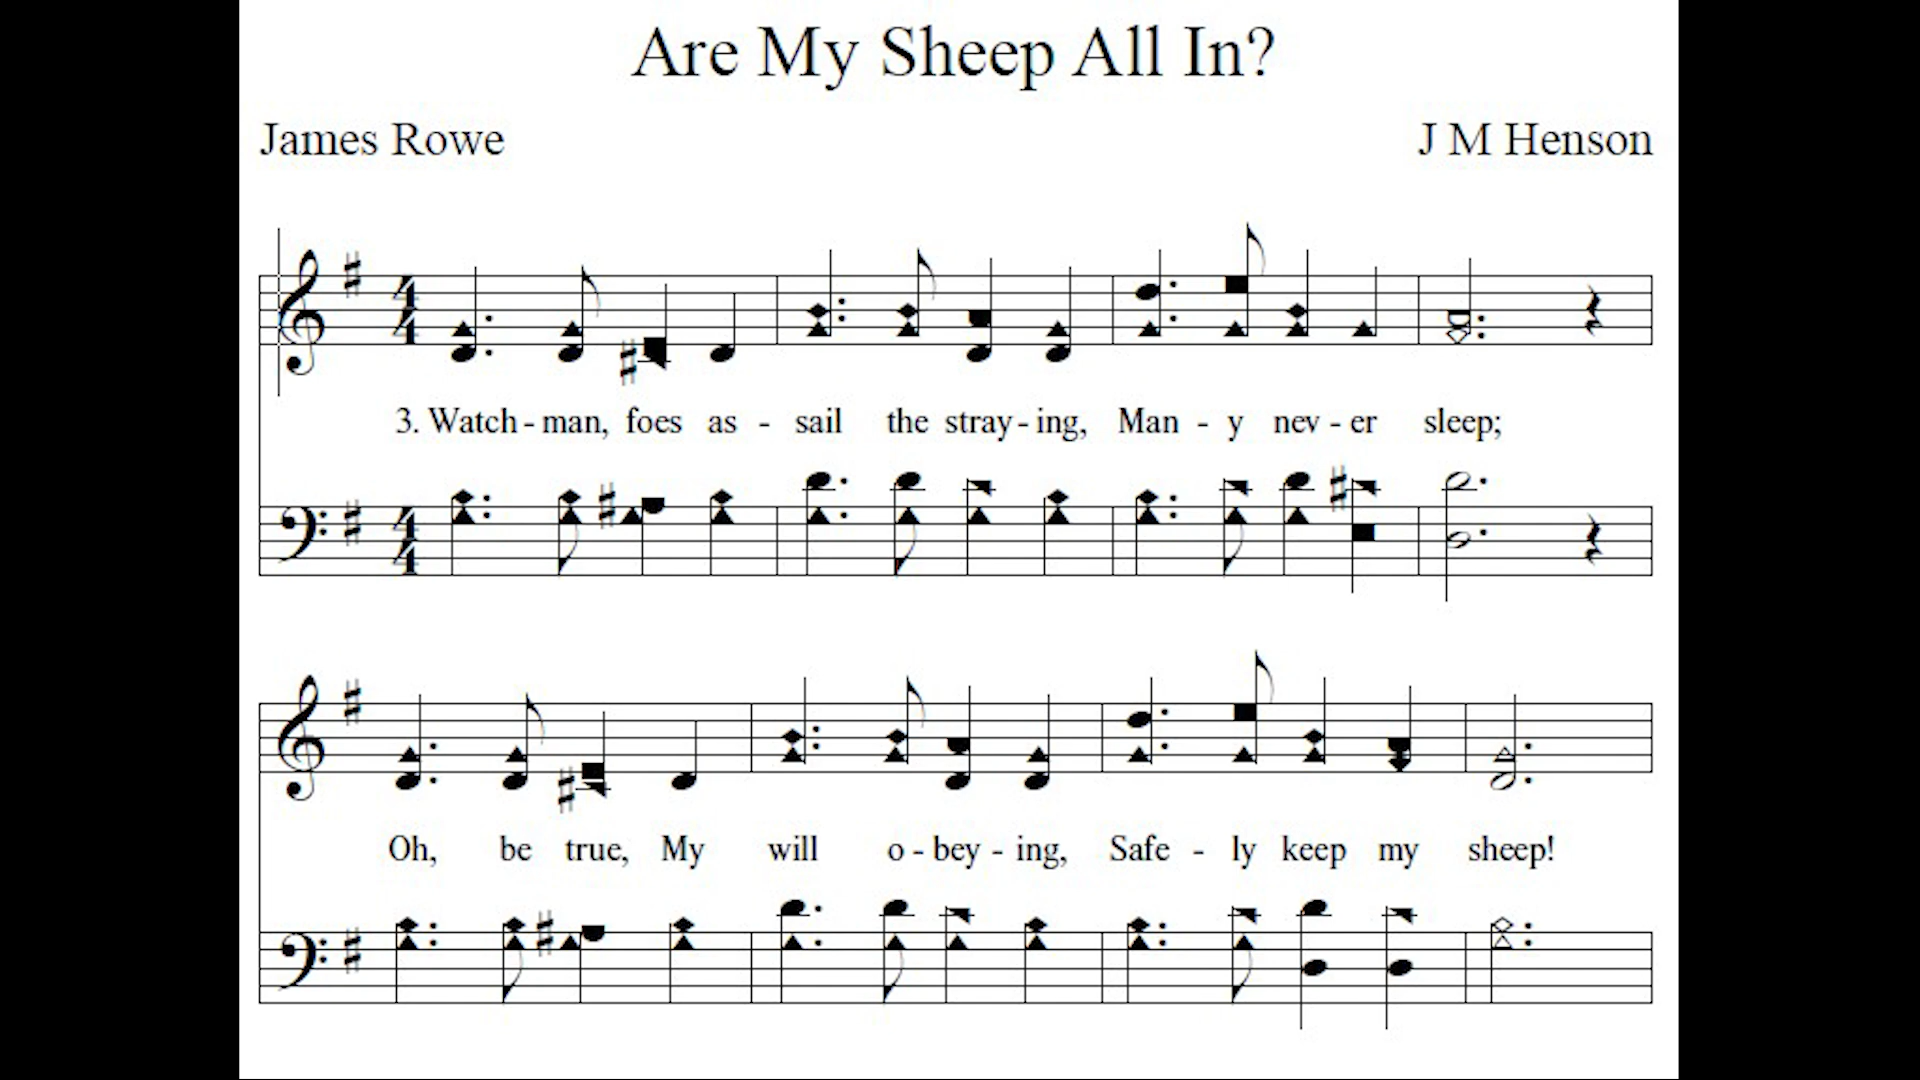 Are My Sheep All In?
James Rowe J M Henson
3. Watch - man, foes as - sail the stray - ing, Man - y nev - er sleep;
Oh, be true, My will o - bey - ing, Safe - ly keep my sheep!